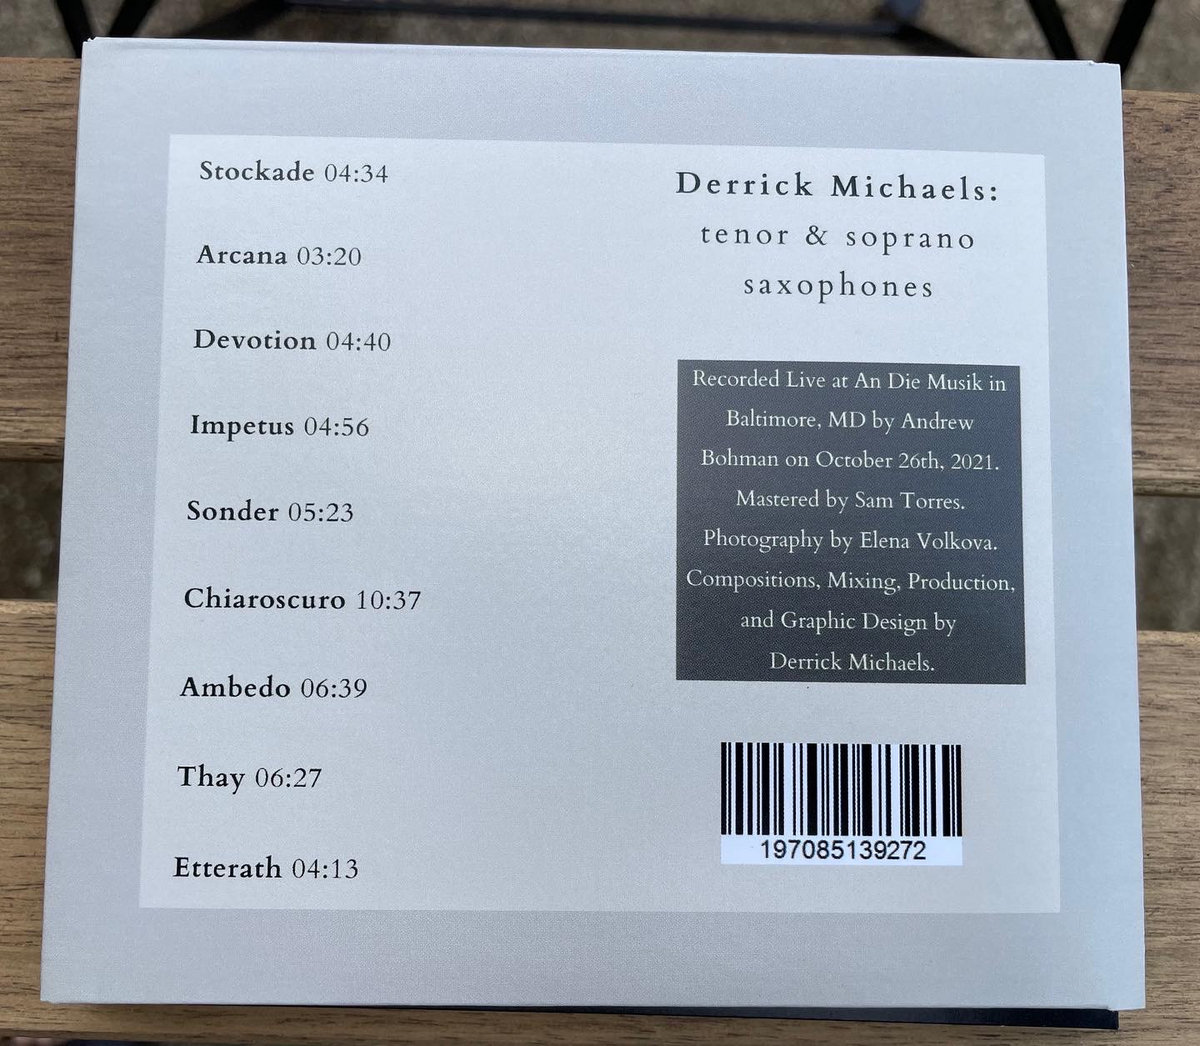 Stockade 04:34
Arcana 03:20
Devotion 04:40
Impetus 04:56
Sonder 05:23
Chiaroscuro 10:37
Ambedo 06:39
Thay 06:27
Etterath 04:13
Derrick Michaels:
tenor & soprano
saxophones
Recorded Live at An Die Musik in
Baltimore, MD by Andrew
Bohman on October 26th, 2021.
Mastered by Sam Torres.
Photography by Elena Volkova.
Compositions, Mixing, Production,
and Graphic Design by
Derrick Michaels.
197085139272